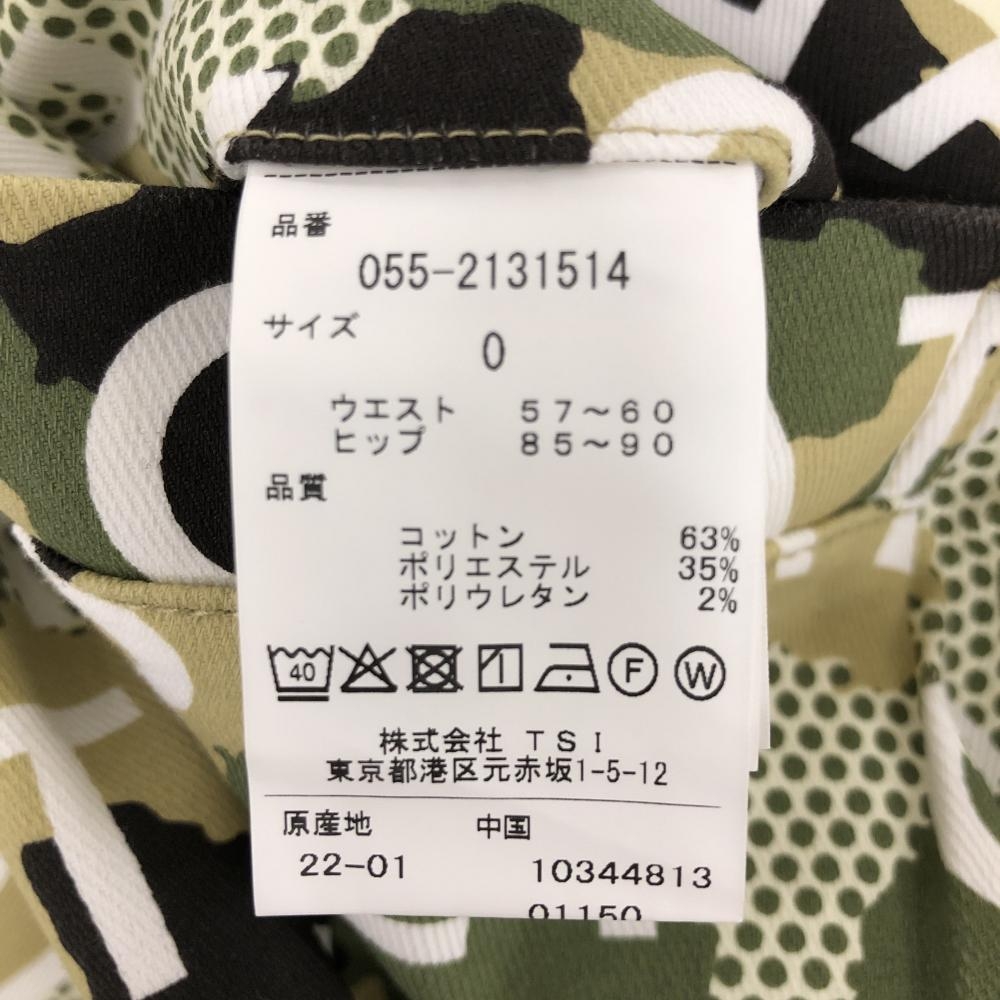 品番
055-2131514
サイズ
0
ウエスト 57～60
ヒップ 85～90
品質
コットン 63%
ポリエステル 35%
ポリウレタン 2%
40 F W
株式会社 TSI
東京都港区元赤坂1-5-12
原産地 中国
22-01 10344813
01150